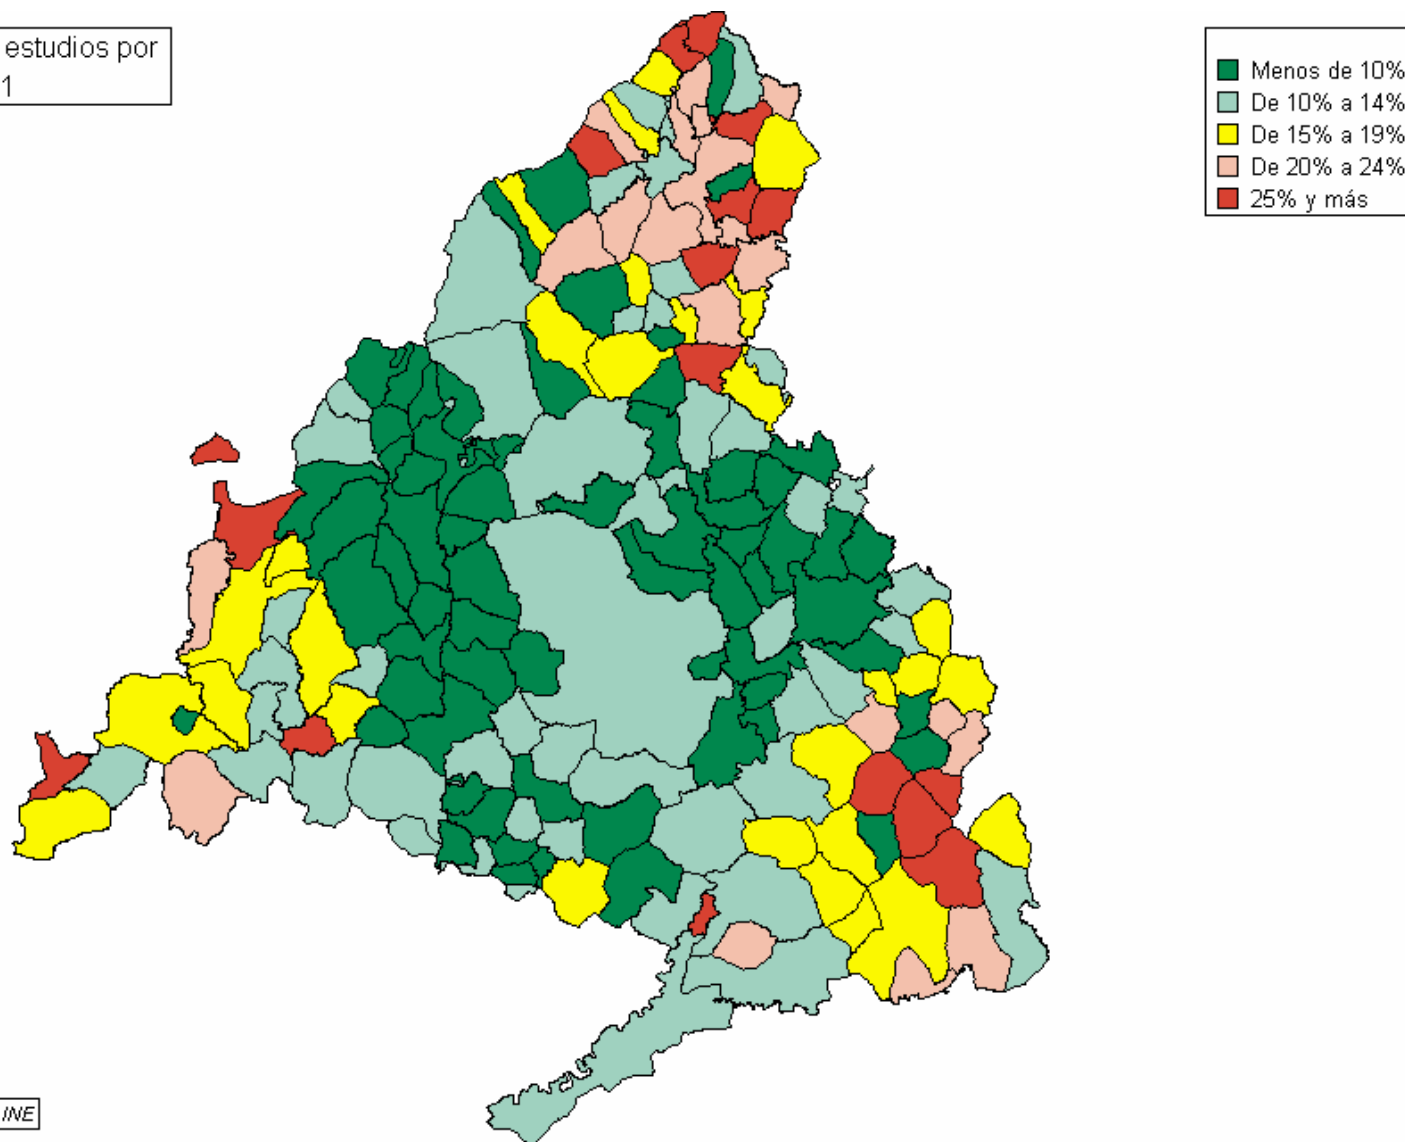 estudios por
1
Menos de 10%
De 10% a 14%
De 15% a 19%
De 20% a 24%
25% y más
INE